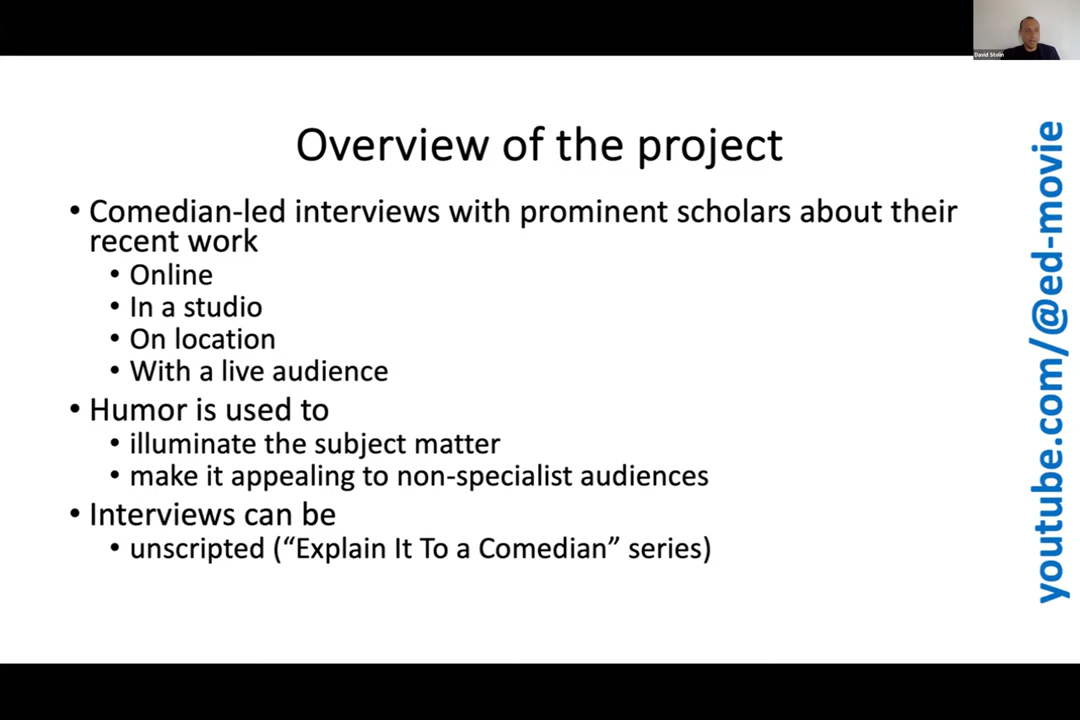 David Stolin
Overview of the project
• Comedian-led interviews with prominent scholars about their
recent work
• Online
• In a studio
• On location
• With a live audience
• Humor is used to
• illuminate the subject matter
• make it appealing to non-specialist audiences
• Interviews can be
• unscripted (“Explain It To a Comedian” series)
youtube.com/@ed-movie